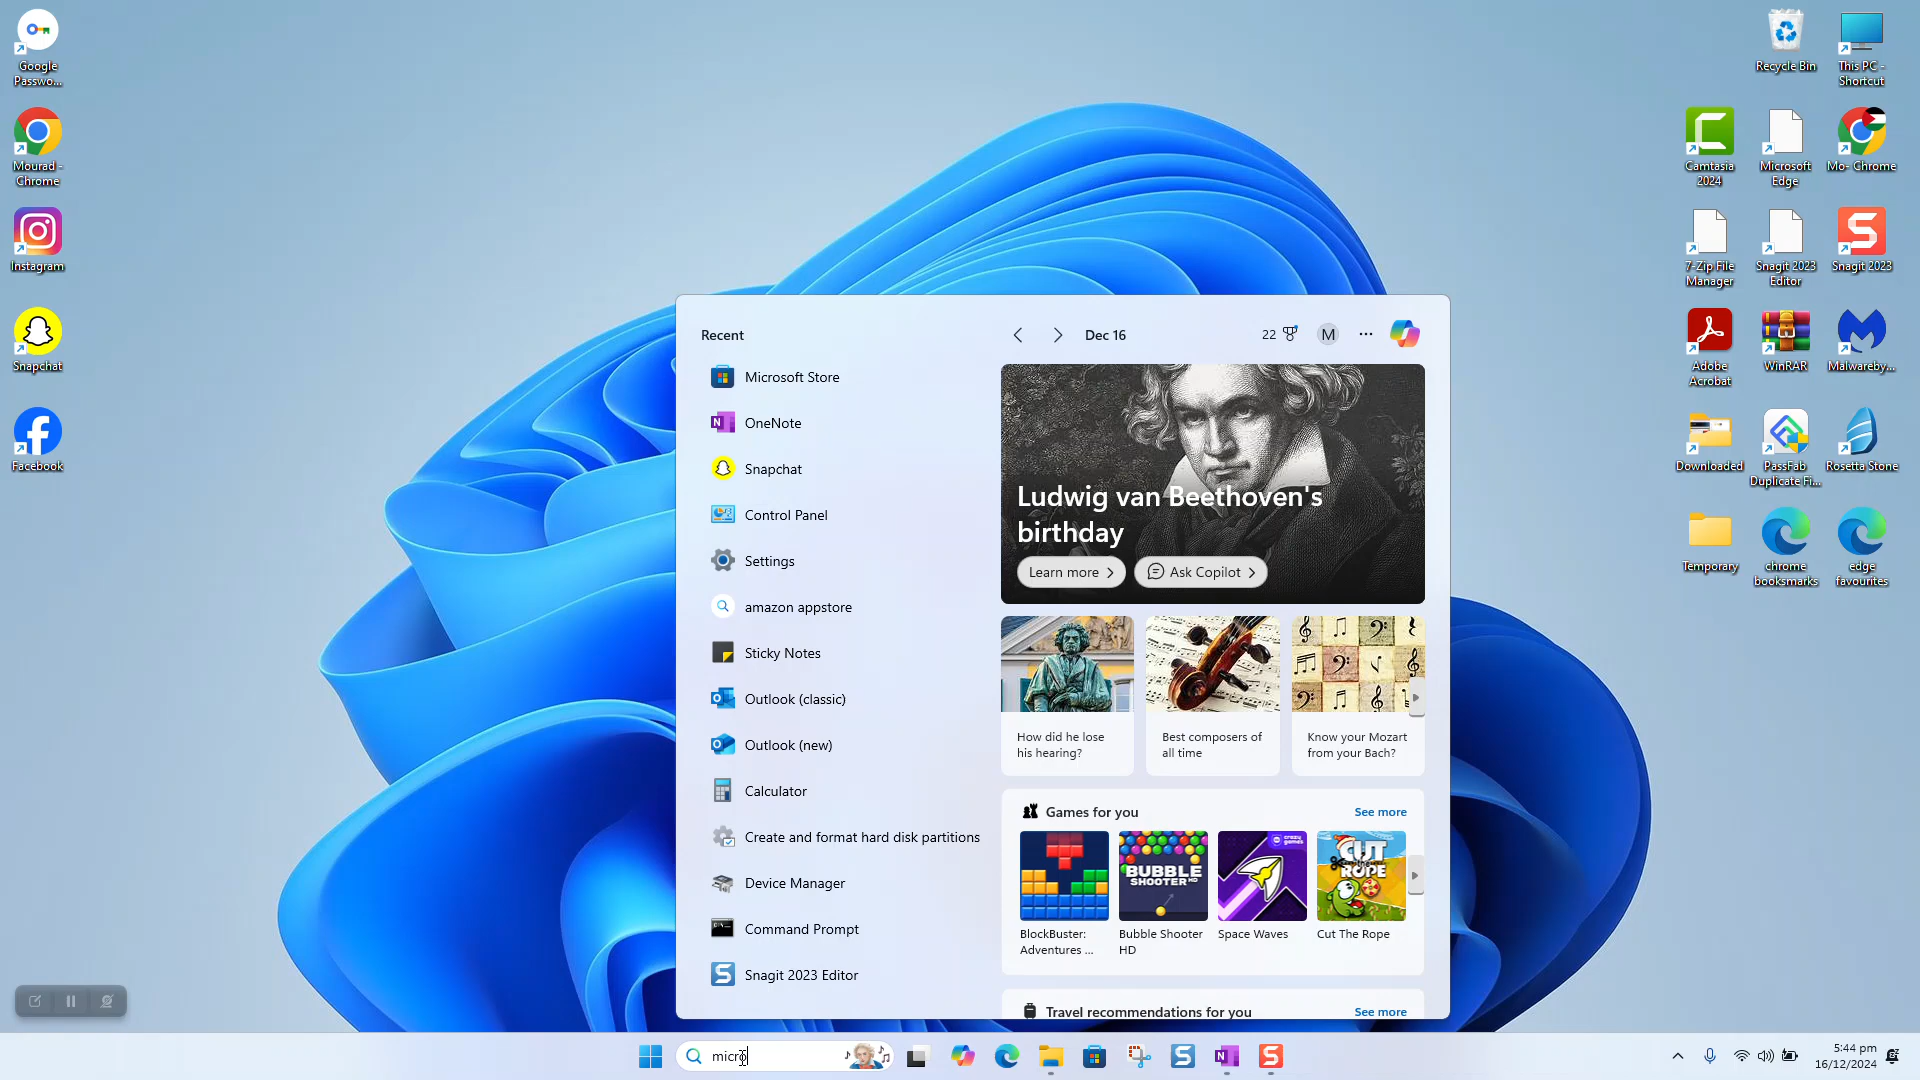 Google
Passwo...
Mourad -
Chrome
Instagram
Snapchat
Facebook
Recycle Bin
This PC -
Shortcut
Camtasia
2024
Microsoft
Edge
Mo- Chrome
7-Zip File
Manager
Snagit 2023
Editor
Snagit 2023
Adobe
Acrobat
WinRAR
Malwareby...
Downloaded
PassFab
Duplicate Fi...
Rosetta Stone
Temporary
chrome
booksmarks
edge
favourites
Recent
Microsoft Store
OneNote
Snapchat
Control Panel
Settings
amazon appstore
Sticky Notes
Outlook (classic)
Outlook (new)
Calculator
Create and format hard disk partitions
Device Manager
Command Prompt
Snagit 2023 Editor
Dec 16
22
M
Ludwig van Beethoven's
birthday
Learn more
Ask Copilot
How did he lose
his hearing?
Best composers of
all time
Know your Mozart
from your Bach?
Games for you
See more
BUBBLE
SHOOTER HD
crazy
games
CUT
THE
ROPE
BlockBuster:
Adventures ...
Bubble Shooter
HD
Space Waves
Cut The Rope
Travel recommendations for you
See more
micro
5:44 pm
16/12/2024